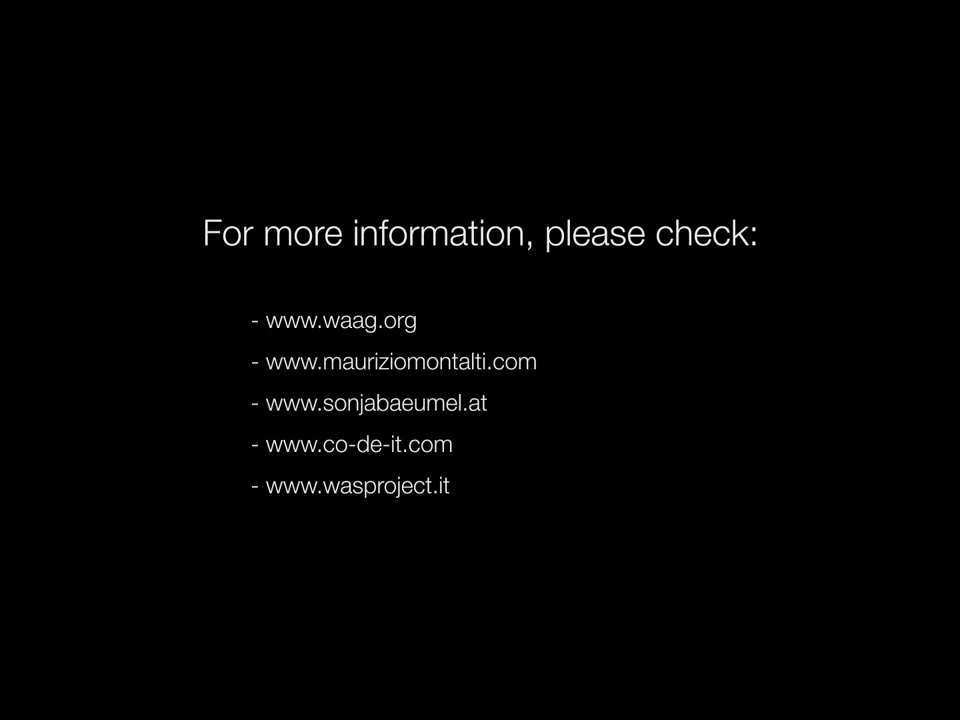 For more information, please check:
- www.waag.org
- www.mauriziomontalti.com
- www.sonjabaeumel.at
- www.co-de-it.com
- www.wasproject.it